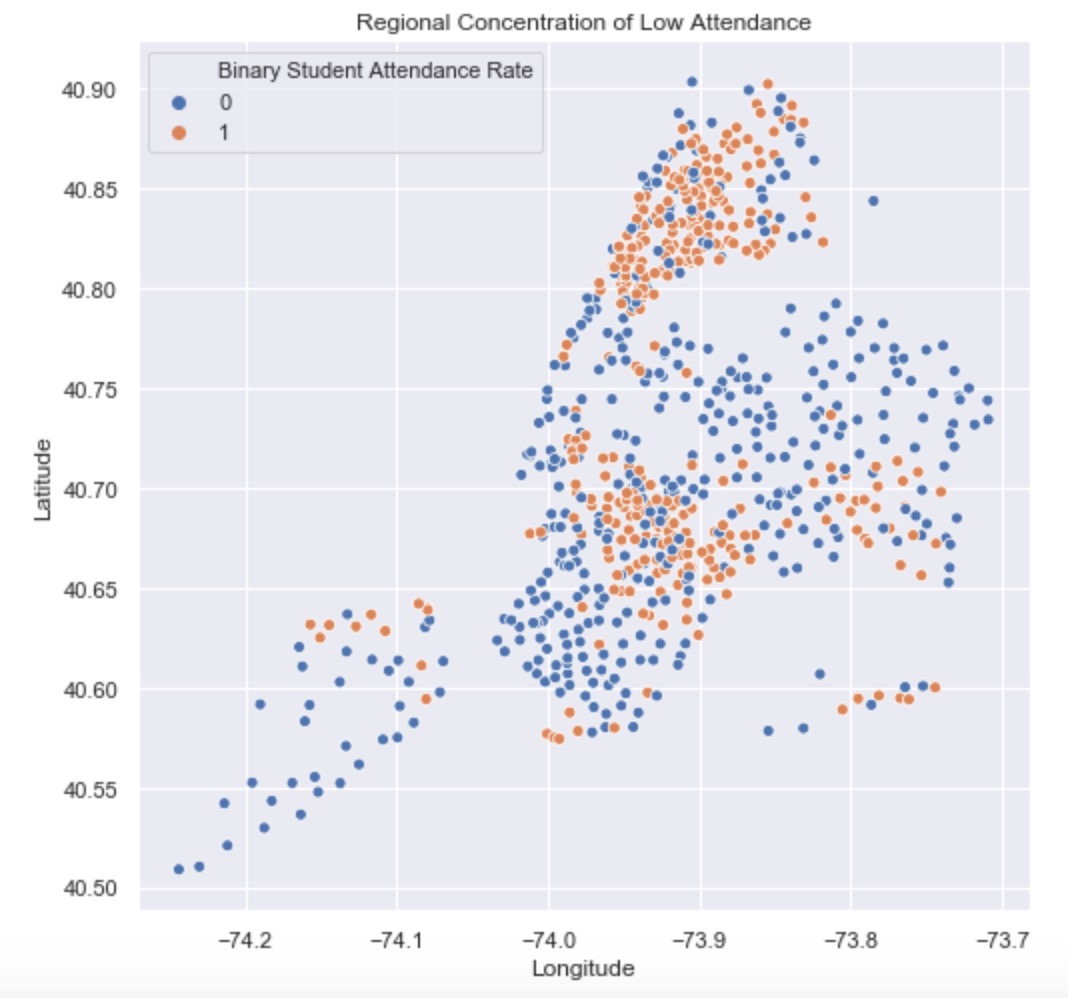 Regional Concentration of Low Attendance
Binary Student Attendance Rate
0
1
40.90
40.85
40.80
40.75
40.70
40.65
40.60
40.55
40.50
Latitude
−74.2 −74.1 −74.0 −73.9 −73.8 −73.7
Longitude